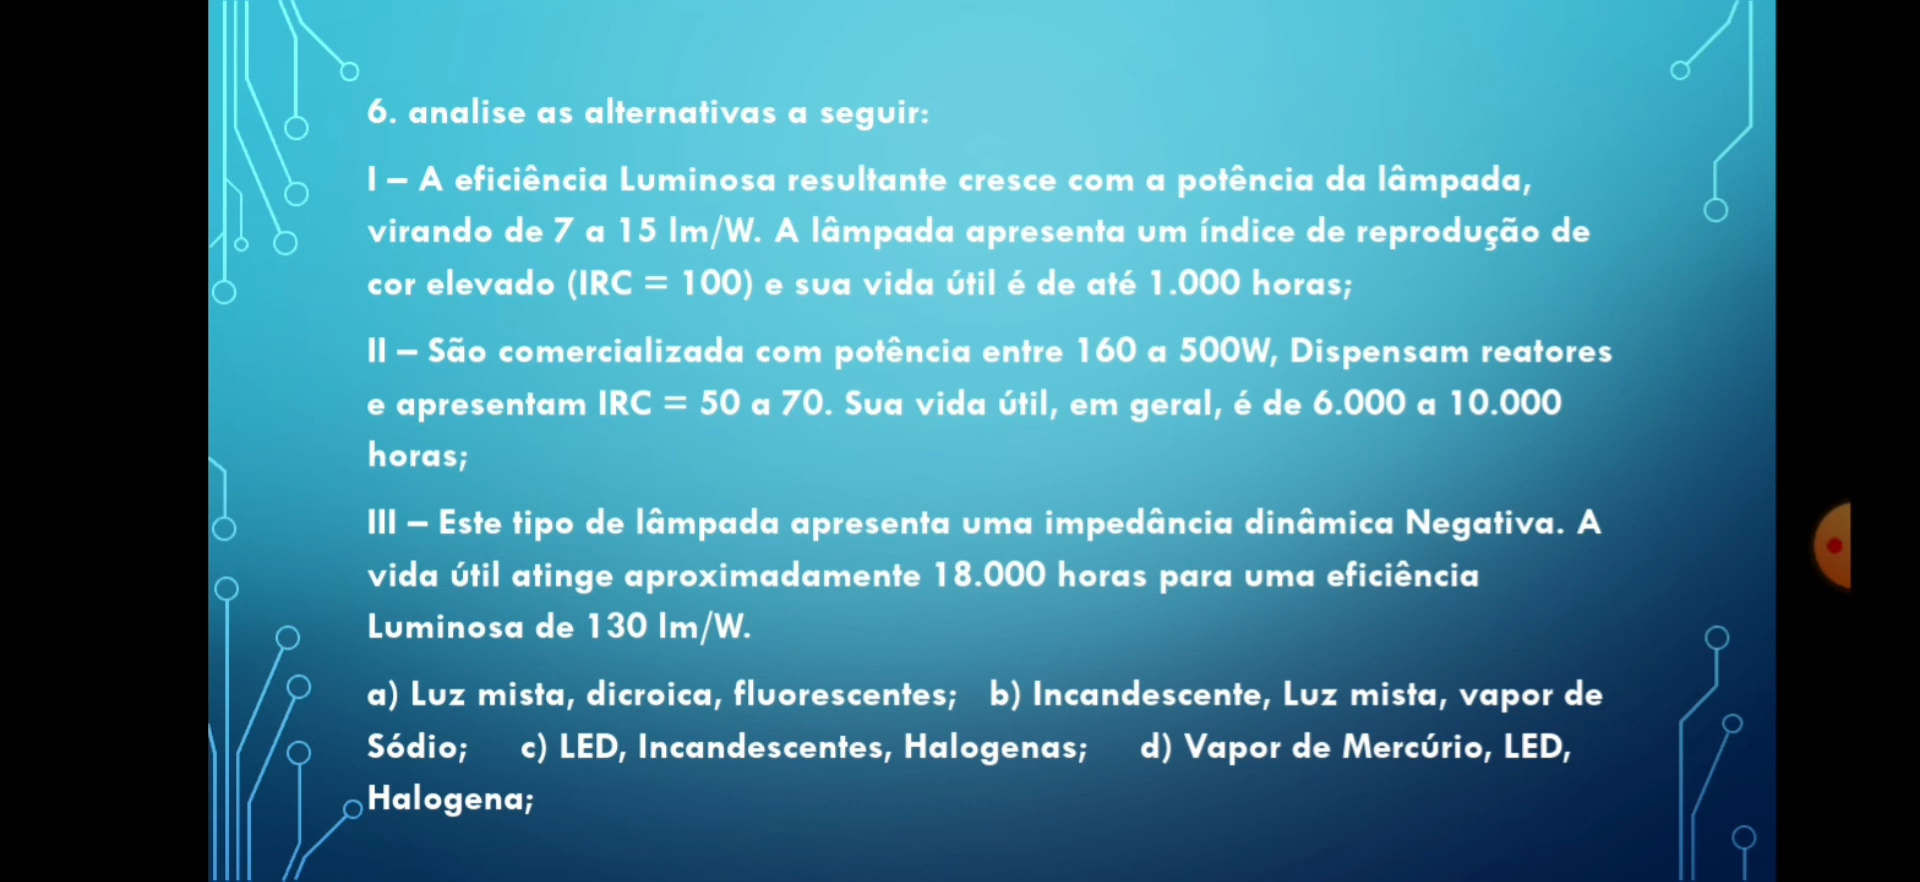 6. analise as alternativas a seguir:
I – A eficiência Luminosa resultante cresce com a potência da lâmpada,
virando de 7 a 15 lm/W. A lâmpada apresenta um índice de reprodução de
cor elevado (IRC = 100) e sua vida útil é de até 1.000 horas;
II – São comercializada com potência entre 160 a 500W, Dispensam reatores
e apresentam IRC = 50 a 70. Sua vida útil, em geral, é de 6.000 a 10.000
horas;
III – Este tipo de lâmpada apresenta uma impedância dinâmica Negativa. A
vida útil atinge aproximadamente 18.000 horas para uma eficiência
Luminosa de 130 lm/W.
a) Luz mista, dicroica, fluorescentes; b) Incandescente, Luz mista, vapor de
Sódio; c) LED, Incandescentes, Halogenas; d) Vapor de Mercúrio, LED,
Halogena;